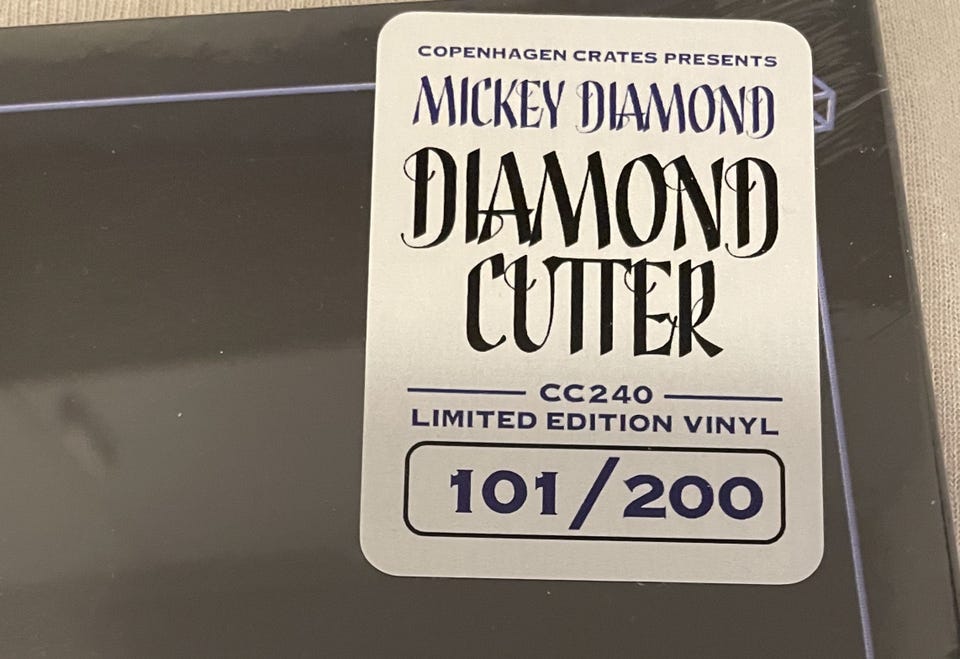 COPENHAGEN CRATES PRESENTS
MICKEY DIAMOND
DIAMOND
CUTTER
CC240
LIMITED EDITION VINYL
101/200